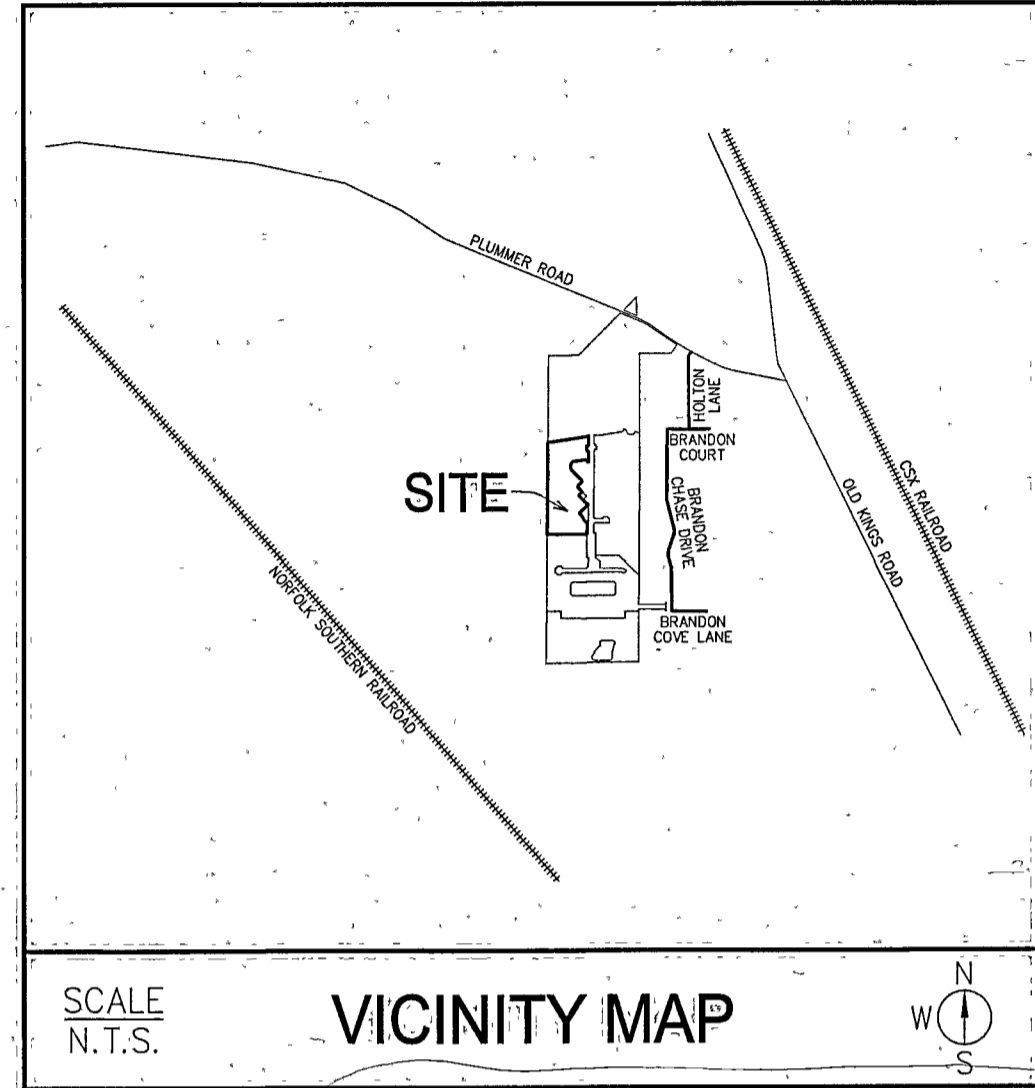 PLUMMER ROAD
HOLTON
LANE
BRANDON
COURT
SITE
BRANDON
CHASE DRIVE
CSX RAILROAD
OLD KINGS ROAD
NORFOLK SOUTHERN RAILROAD
BRANDON
COVE LANE
SCALE
N.T.S.
VICINITY MAP
N
W
S